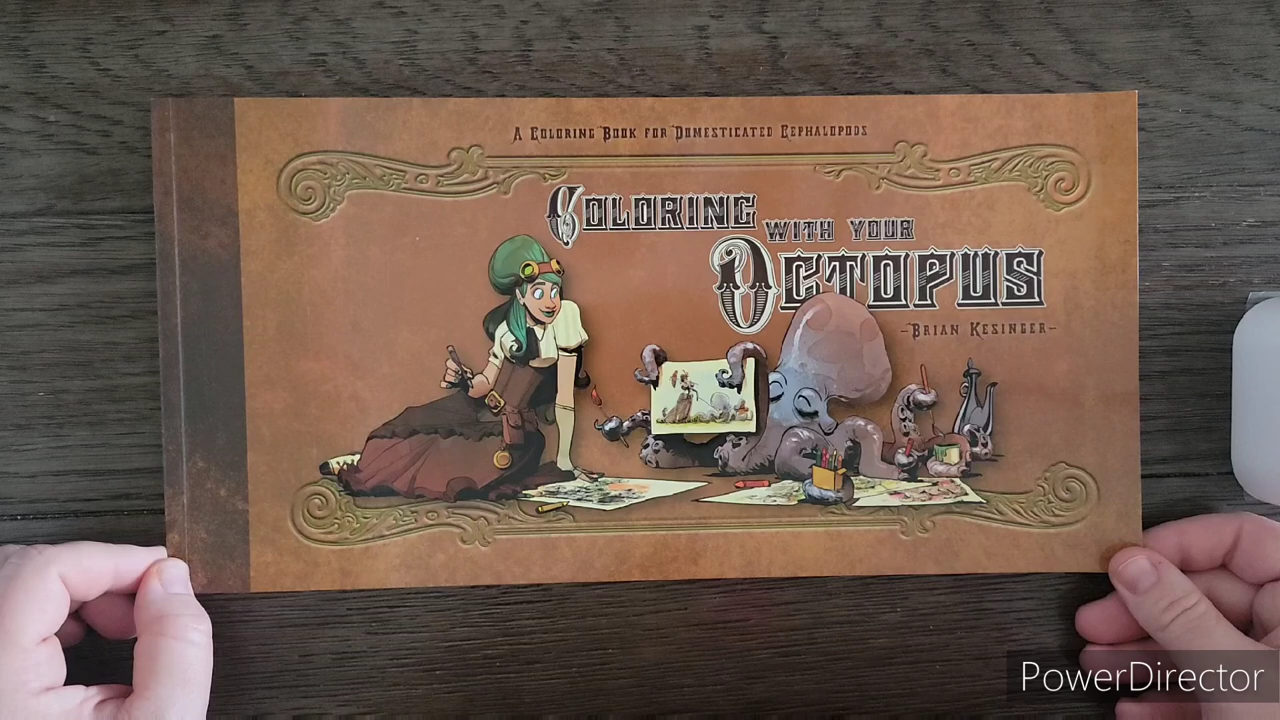 A Coloring Book for Domesticated Cephalopods
Coloring
with your
Octopus
-Brian Kesinger-
PowerDirector